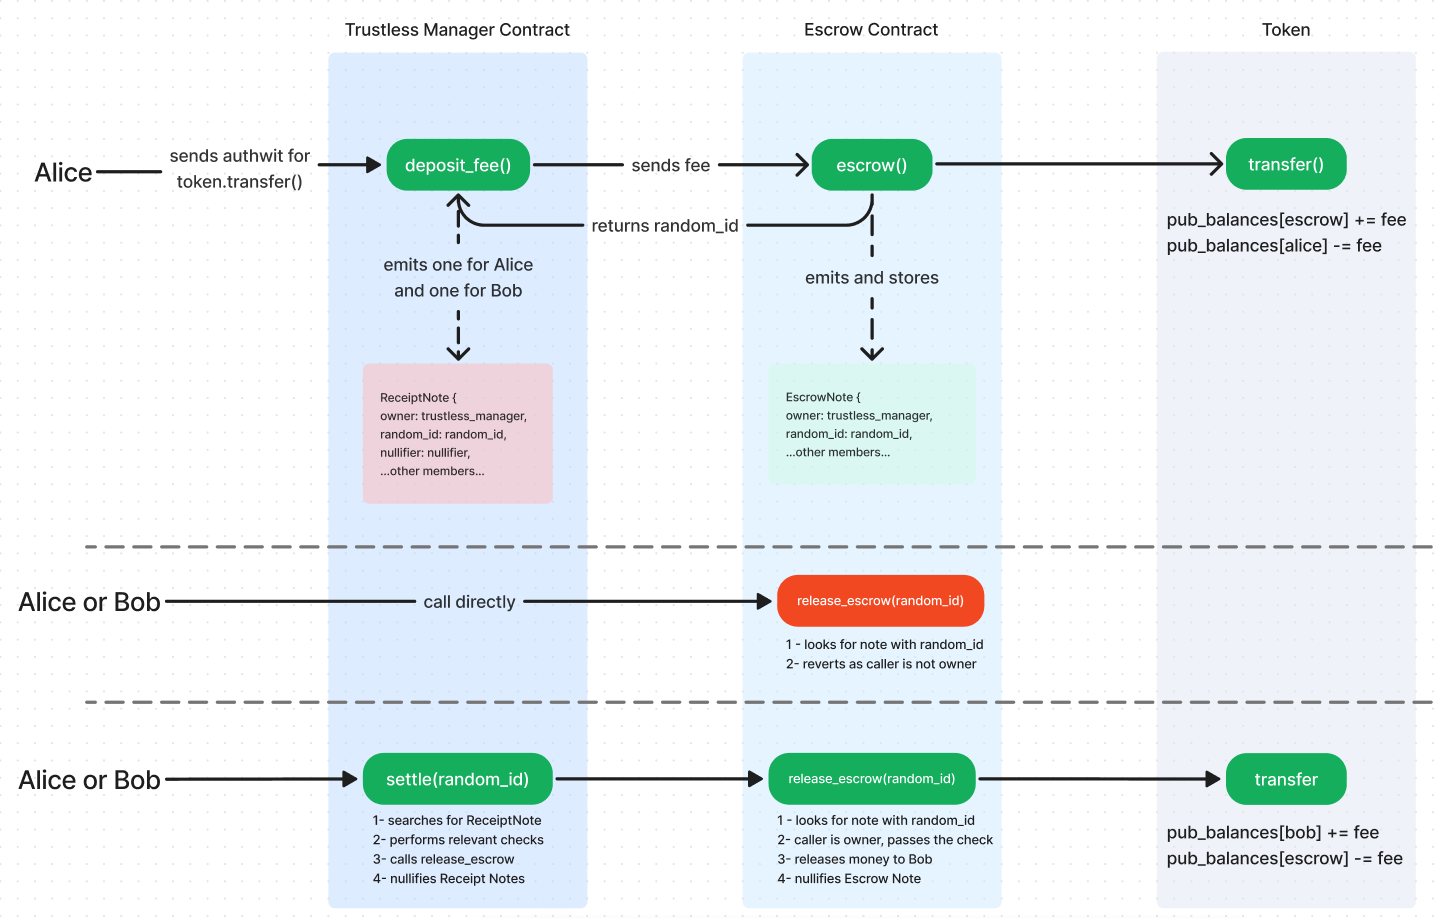 Trustless Manager Contract
Escrow Contract
Token
Alice
sends authwit for
token.transfer()
deposit_fee()
sends fee
escrow()
transfer()
returns random_id
pub_balances[escrow] += fee
pub_balances[alice] -= fee
emits one for Alice
and one for Bob
emits and stores
ReceiptNote {
owner: trustless_manager,
random_id: random_id,
nullifier: nullifier,
...other members...
EscrowNote {
owner: trustless_manager,
random_id: random_id,
...other members...
Alice or Bob
call directly
release_escrow(random_id)
1 - looks for note with random_id
2- reverts as caller is not owner
Alice or Bob
settle(random_id)
1- searches for ReceiptNote
2- performs relevant checks
3- calls release_escrow
4- nullifies Receipt Notes
release_escrow(random_id)
1 - looks for note with random_id
2- caller is owner, passes the check
3- releases money to Bob
4- nullifies Escrow Note
transfer
pub_balances[bob] += fee
pub_balances[escrow] -= fee